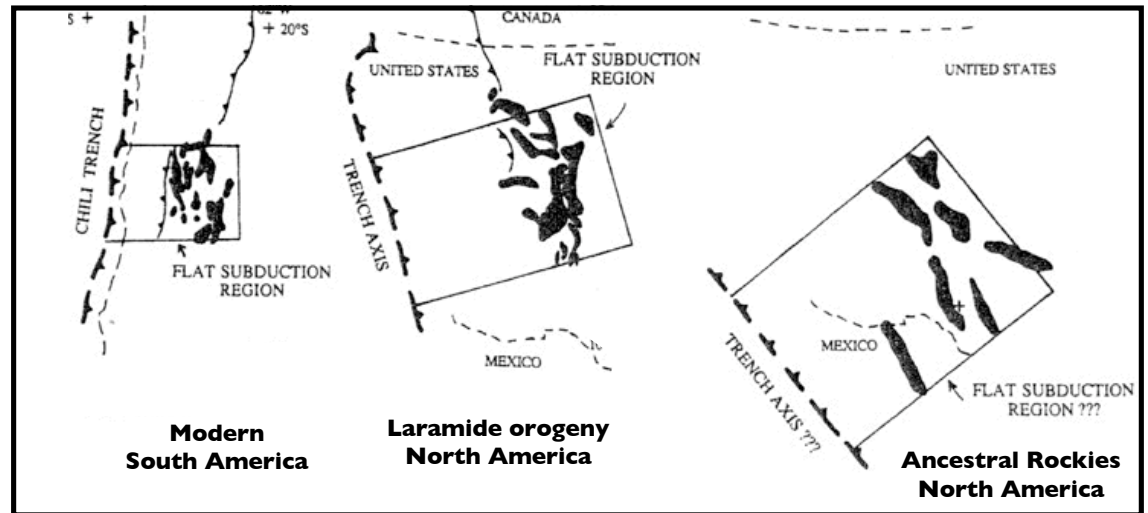 S +
62°W
+ 20°S
CHILI TRENCH
FLAT SUBDUCTION
REGION
Modern
South America
CANADA
UNITED STATES
FLAT SUBDUCTION
REGION
TRENCH AXIS
MEXICO
Laramide orogeny
North America
UNITED STATES
MEXICO
TRENCH AXIS ???
FLAT SUBDUCTION
REGION ???
Ancestral Rockies
North America